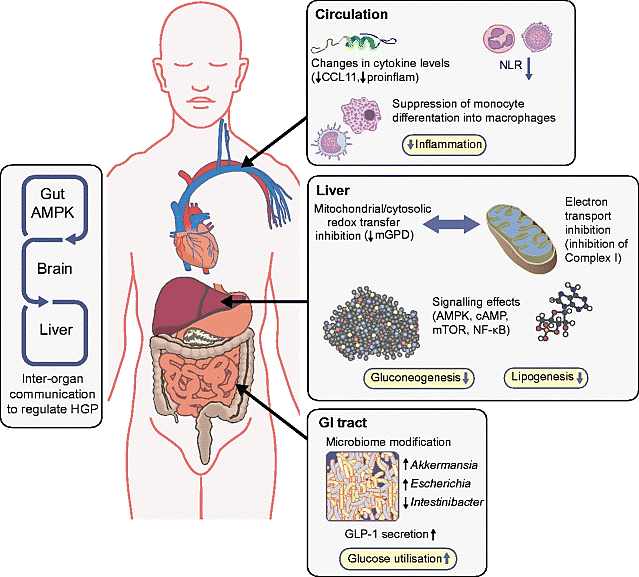 Circulation
Changes in cytokine levels
(↓CCL11,↓proinflam)
NLR
Suppression of monocyte
differentation into macrophages
↓Inflammation
Gut
AMPK
Brain
Liver
Inter-organ
communication
to regulate HGP
Liver
Mitochondrial/cytosolic
redox transfer
inhibition (↓mGPD)
Electron
transport
inhibition
(inhibition of
Complex I)
Signalling effects
(AMPK, cAMP,
mTOR, NF-κB)
Gluconeogenesis↓
Lipogenesis↓
GI tract
Microbiome modification
↑Akkermansia
↑Escherichia
↓Intestinibacter
GLP-1 secretion↑
Glucose utilisation↑